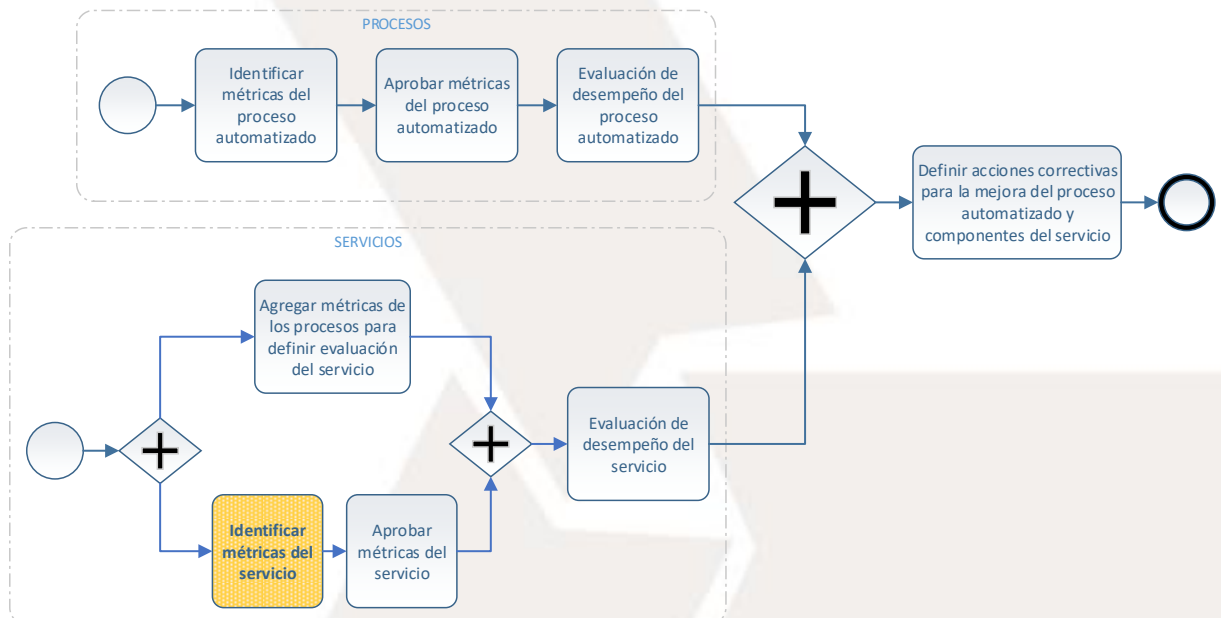 PROCESOS
Identificar
métricas del
proceso
automatizado
Aprobar métricas
del proceso
automatizado
Evaluación de
desempeño del
proceso
automatizado
Definir acciones correctivas
para la mejora del proceso
automatizado y
componentes del servicio
SERVICIOS
Agregar métricas de
los procesos para
definir evaluación
del servicio
Evaluación de
desempeño del
servicio
Identificar
métricas del
servicio
Aprobar
métricas del
servicio